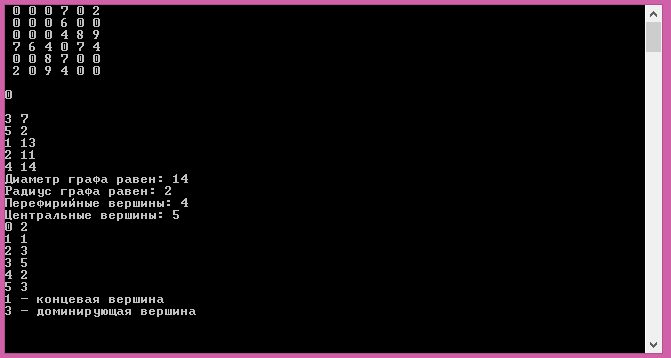 0 0 0 7 0 2
0 0 0 6 0 0
0 0 0 4 8 9
7 6 4 0 7 4
0 0 8 7 0 0
2 0 9 4 0 0
0
3 7
5 2
1 13
2 11
4 14
Диаметр графа равен: 14
Радиус графа равен: 2
Перефирийные вершины: 4
Центральные вершины: 5
0 2
1 1
2 3
3 5
4 2
5 3
1 - концевая вершина
3 - доминирующая вершина